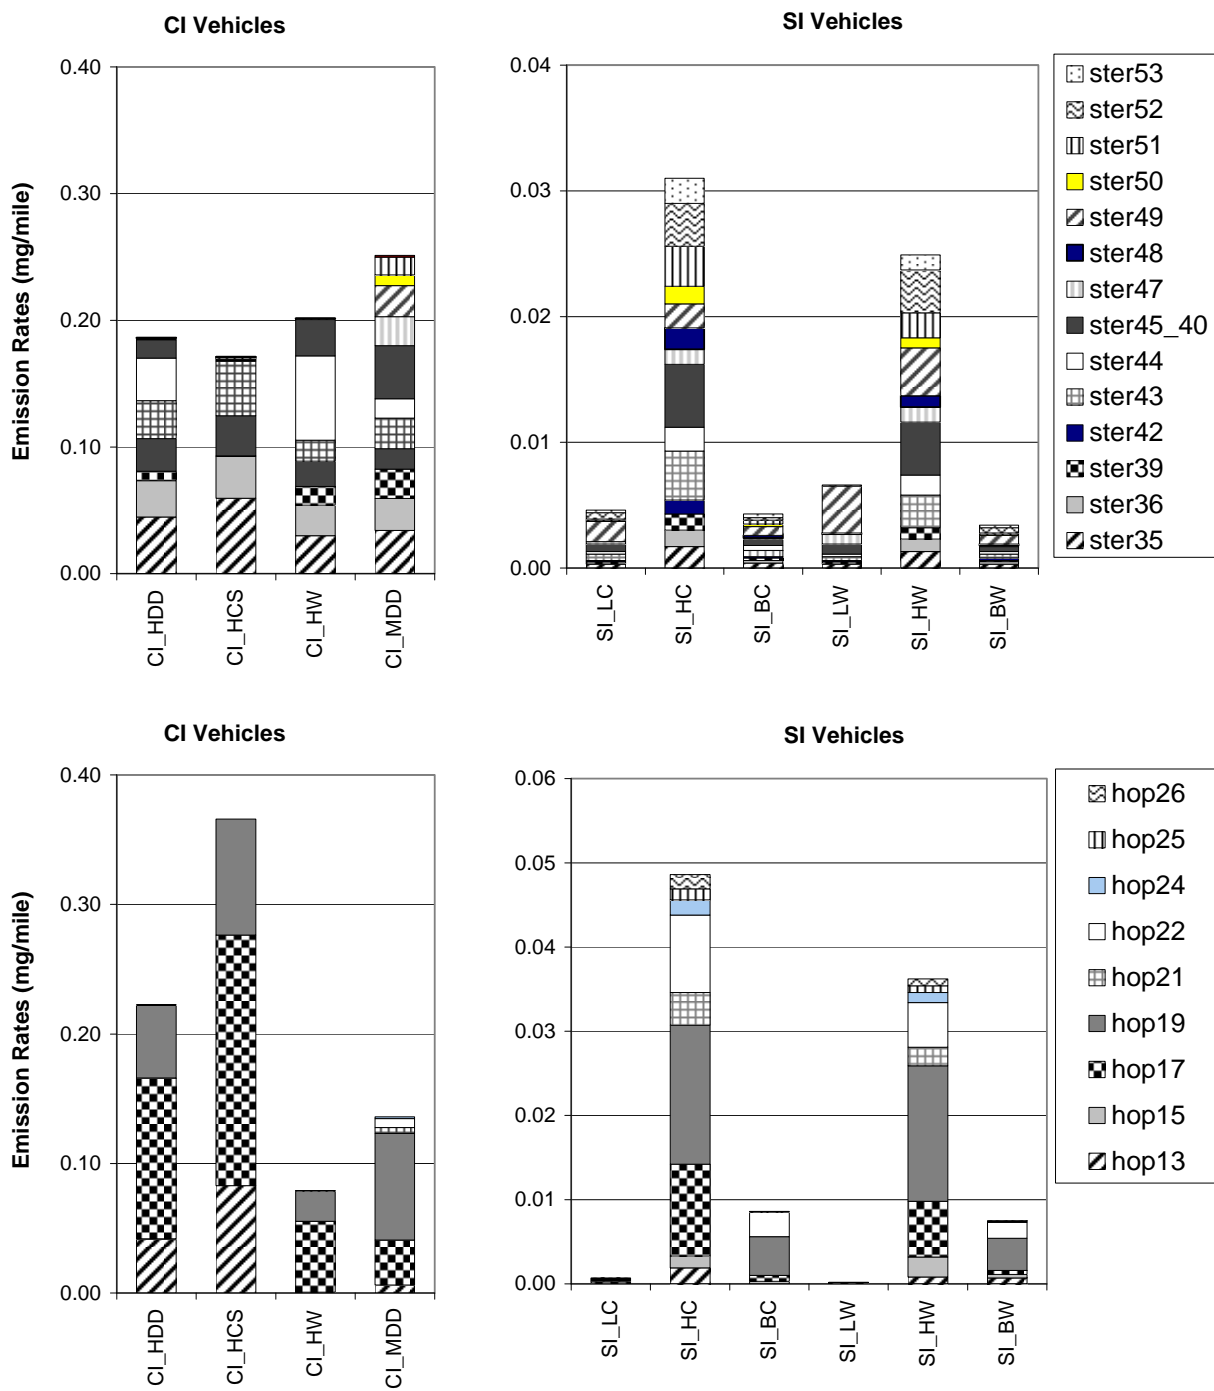 CI Vehicles
SI Vehicles
Emission Rates (mg/mile)
0.40
0.30
0.20
0.10
0.00
CI_HDD
CI_HCS
CI_HW
CI_MDD
0.04
0.03
0.02
0.01
0.00
SI_LC
SI_HC
SI_BC
SI_LW
SI_HW
SI_BW
ster53
ster52
ster51
ster50
ster49
ster48
ster47
ster45_40
ster44
ster43
ster42
ster39
ster36
ster35
CI Vehicles
SI Vehicles
Emission Rates (mg/mile)
0.40
0.30
0.20
0.10
0.00
CI_HDD
CI_HCS
CI_HW
CI_MDD
0.06
0.05
0.04
0.03
0.02
0.01
0.00
SI_LC
SI_HC
SI_BC
SI_LW
SI_HW
SI_BW
hop26
hop25
hop24
hop22
hop21
hop19
hop17
hop15
hop13